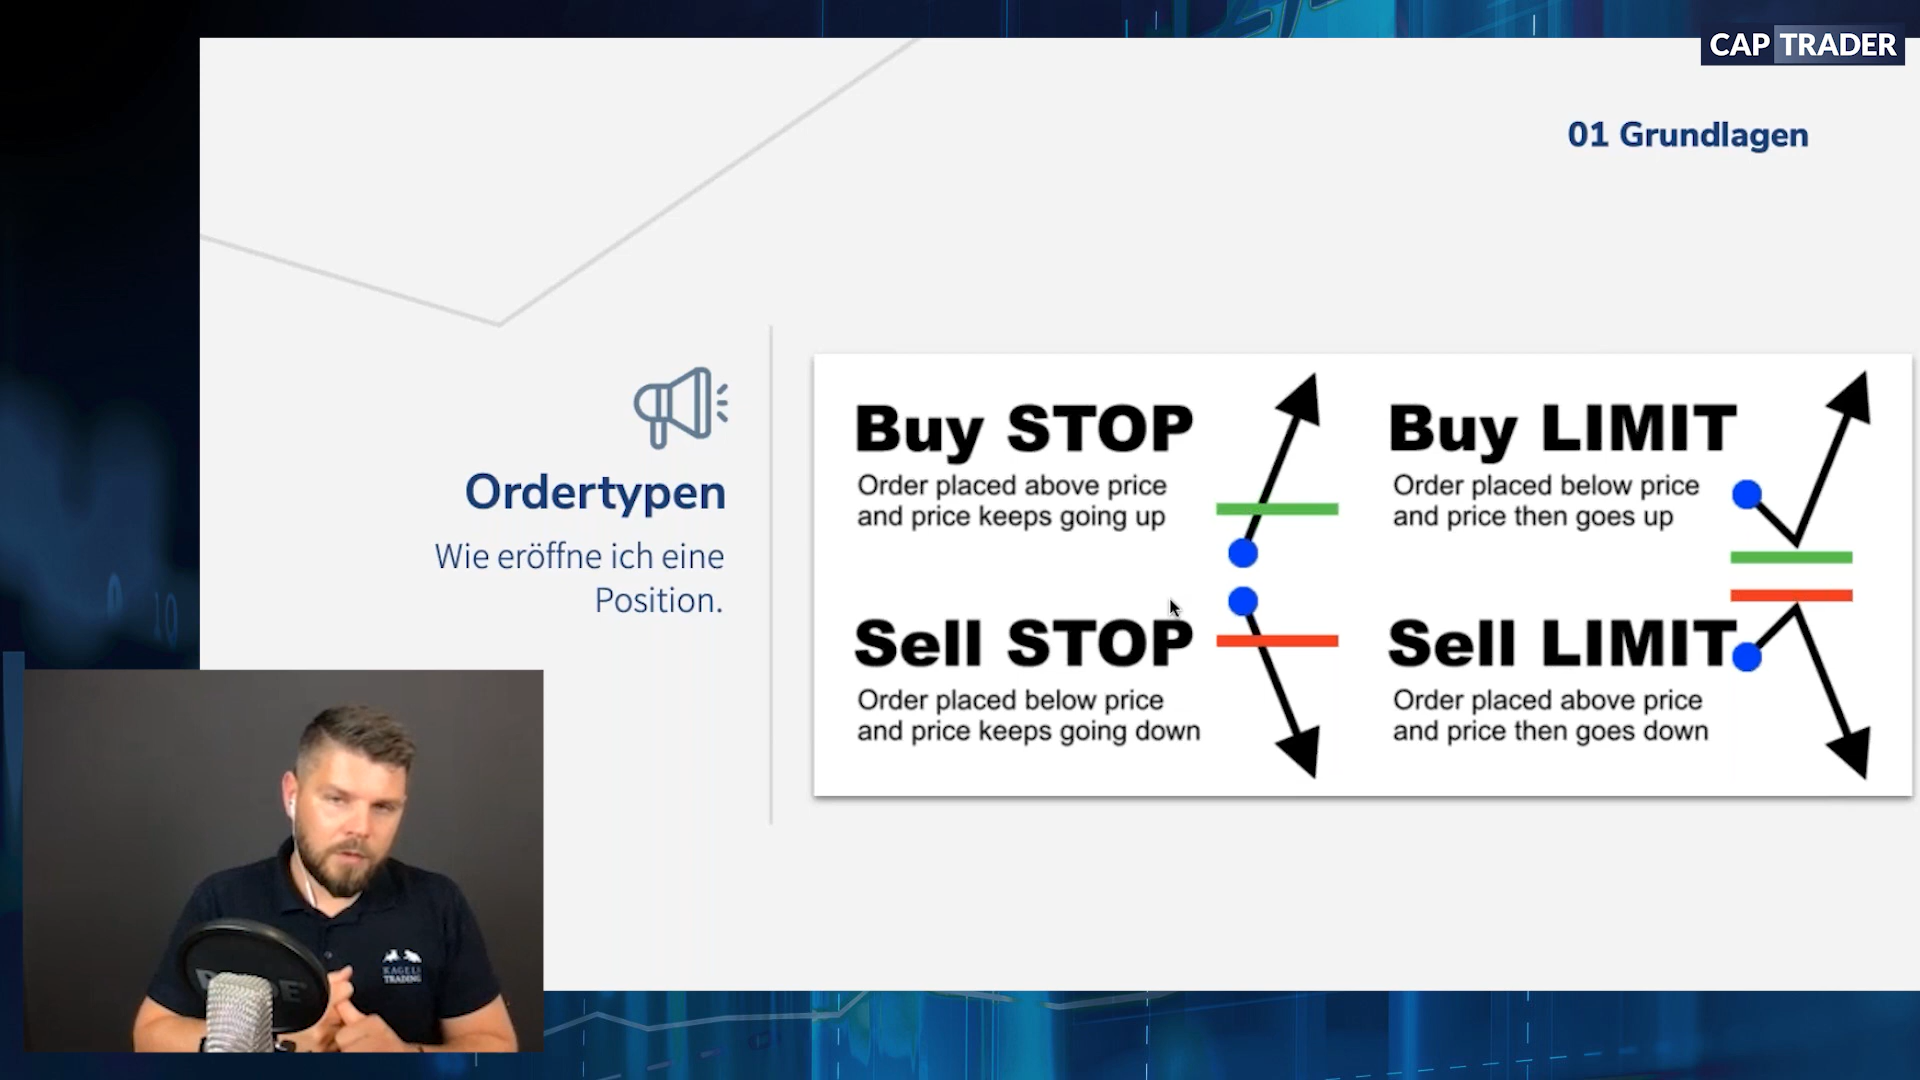 CAP TRADER
01 Grundlagen
Ordertypen
Wie eröffne ich eine
Position.
Buy STOP
Order placed above price
and price keeps going up
Buy LIMIT
Order placed below price
and price then goes up
Sell STOP
Order placed below price
and price keeps going down
Sell LIMIT
Order placed above price
and price then goes down
KAGELS
TRADING